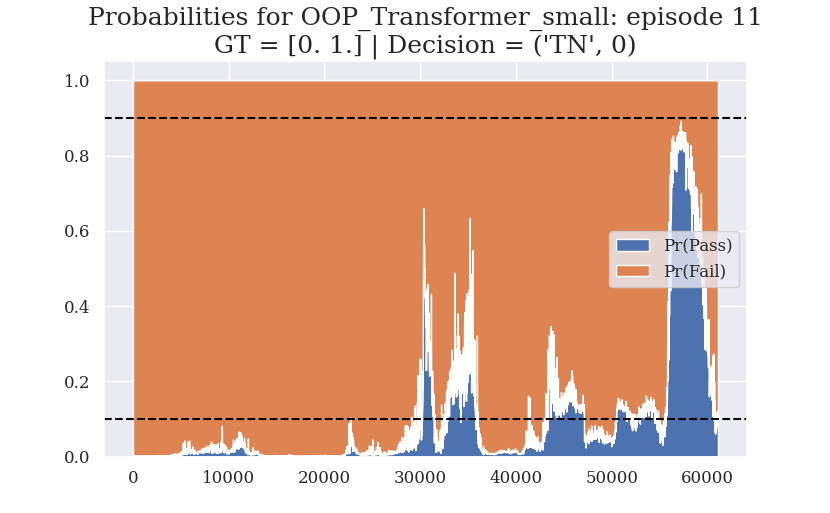 Probabilities for OOP_Transformer_small: episode 11
GT = [0. 1.] | Decision = ('TN', 0)
1.0
0.8
0.6
0.4
0.2
0.0
Pr(Pass)
Pr(Fail)
0 10000 20000 30000 40000 50000 60000